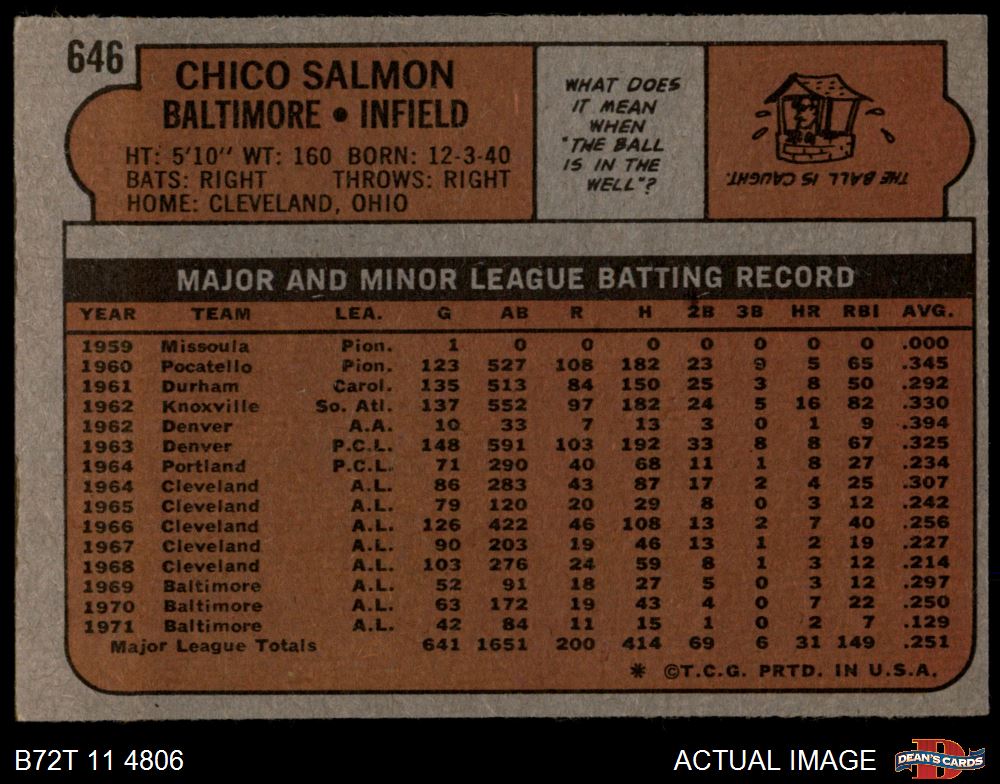 646
CHICO SALMON
BALTIMORE • INFIELD
HT: 5'10" WT: 160 BORN: 12-3-40
BATS: RIGHT THROWS: RIGHT
HOME: CLEVELAND, OHIO
WHAT DOES
IT MEAN
WHEN
"THE BALL
IS IN THE
WELL"?
THE BALL IS CAUGHT.
MAJOR AND MINOR LEAGUE BATTING RECORD
YEAR TEAM LEA. G AB R H 2B 3B HR RBI AVG.
1959 Missoula Pion. 1 0 0 0 0 0 0 0 .000
1960 Pocatello Pion. 123 527 108 182 23 9 5 65 .345
1961 Durham Carol. 135 513 84 150 25 3 8 50 .292
1962 Knoxville So. Atl. 137 552 97 182 24 5 16 82 .330
1962 Denver A.A. 10 33 7 13 3 0 1 9 .394
1963 Denver P.C.L. 148 591 103 192 33 8 8 67 .325
1964 Portland P.C.L. 71 290 40 68 11 1 8 27 .234
1964 Cleveland A.L. 86 283 43 87 17 2 4 25 .307
1965 Cleveland A.L. 79 120 20 29 8 0 3 12 .242
1966 Cleveland A.L. 126 422 46 108 13 2 7 40 .256
1967 Cleveland A.L. 90 203 19 46 13 1 2 19 .227
1968 Cleveland A.L. 103 276 24 59 8 1 3 12 .214
1969 Baltimore A.L. 52 91 18 27 5 0 3 12 .297
1970 Baltimore A.L. 63 172 19 43 4 0 7 22 .250
1971 Baltimore A.L. 42 84 11 15 1 0 2 7 .129
Major League Totals 641 1651 200 414 69 6 31 149 .251
* ©T.C.G. PRTD. IN U.S.A.
B72T 11 4806
ACTUAL IMAGE
DEAN'S CARDS